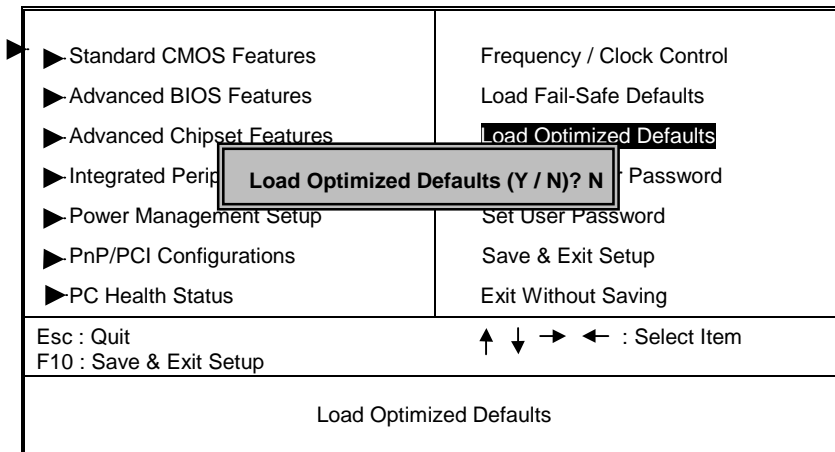 Standard CMOS Features
Advanced BIOS Features
Advanced Chipset Features
Integrated Perip
Power Management Setup
PnP/PCI Configurations
PC Health Status
Frequency / Clock Control
Load Fail-Safe Defaults
Load Optimized Defaults
Password
Set User Password
Save & Exit Setup
Exit Without Saving
Load Optimized Defaults (Y / N)? N
Esc : Quit
F10 : Save & Exit Setup
: Select Item
Load Optimized Defaults